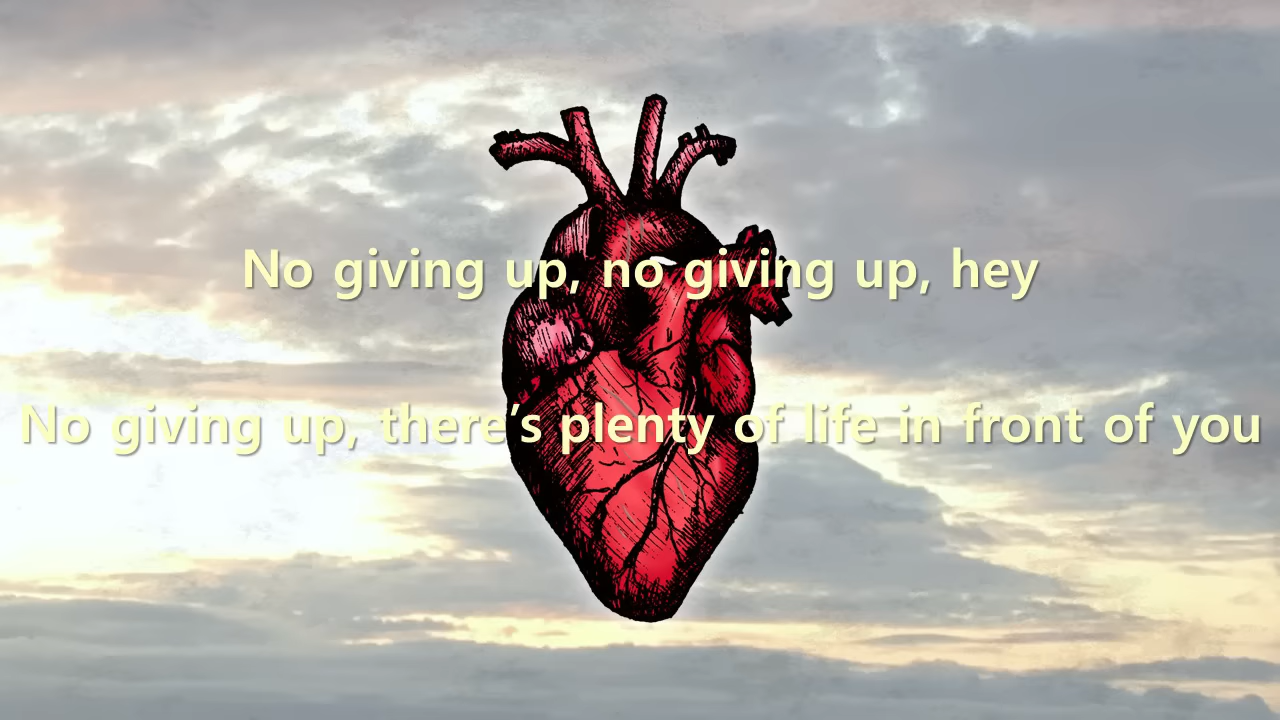 No giving up, no giving up, hey
No giving up, there's plenty of life in front of you